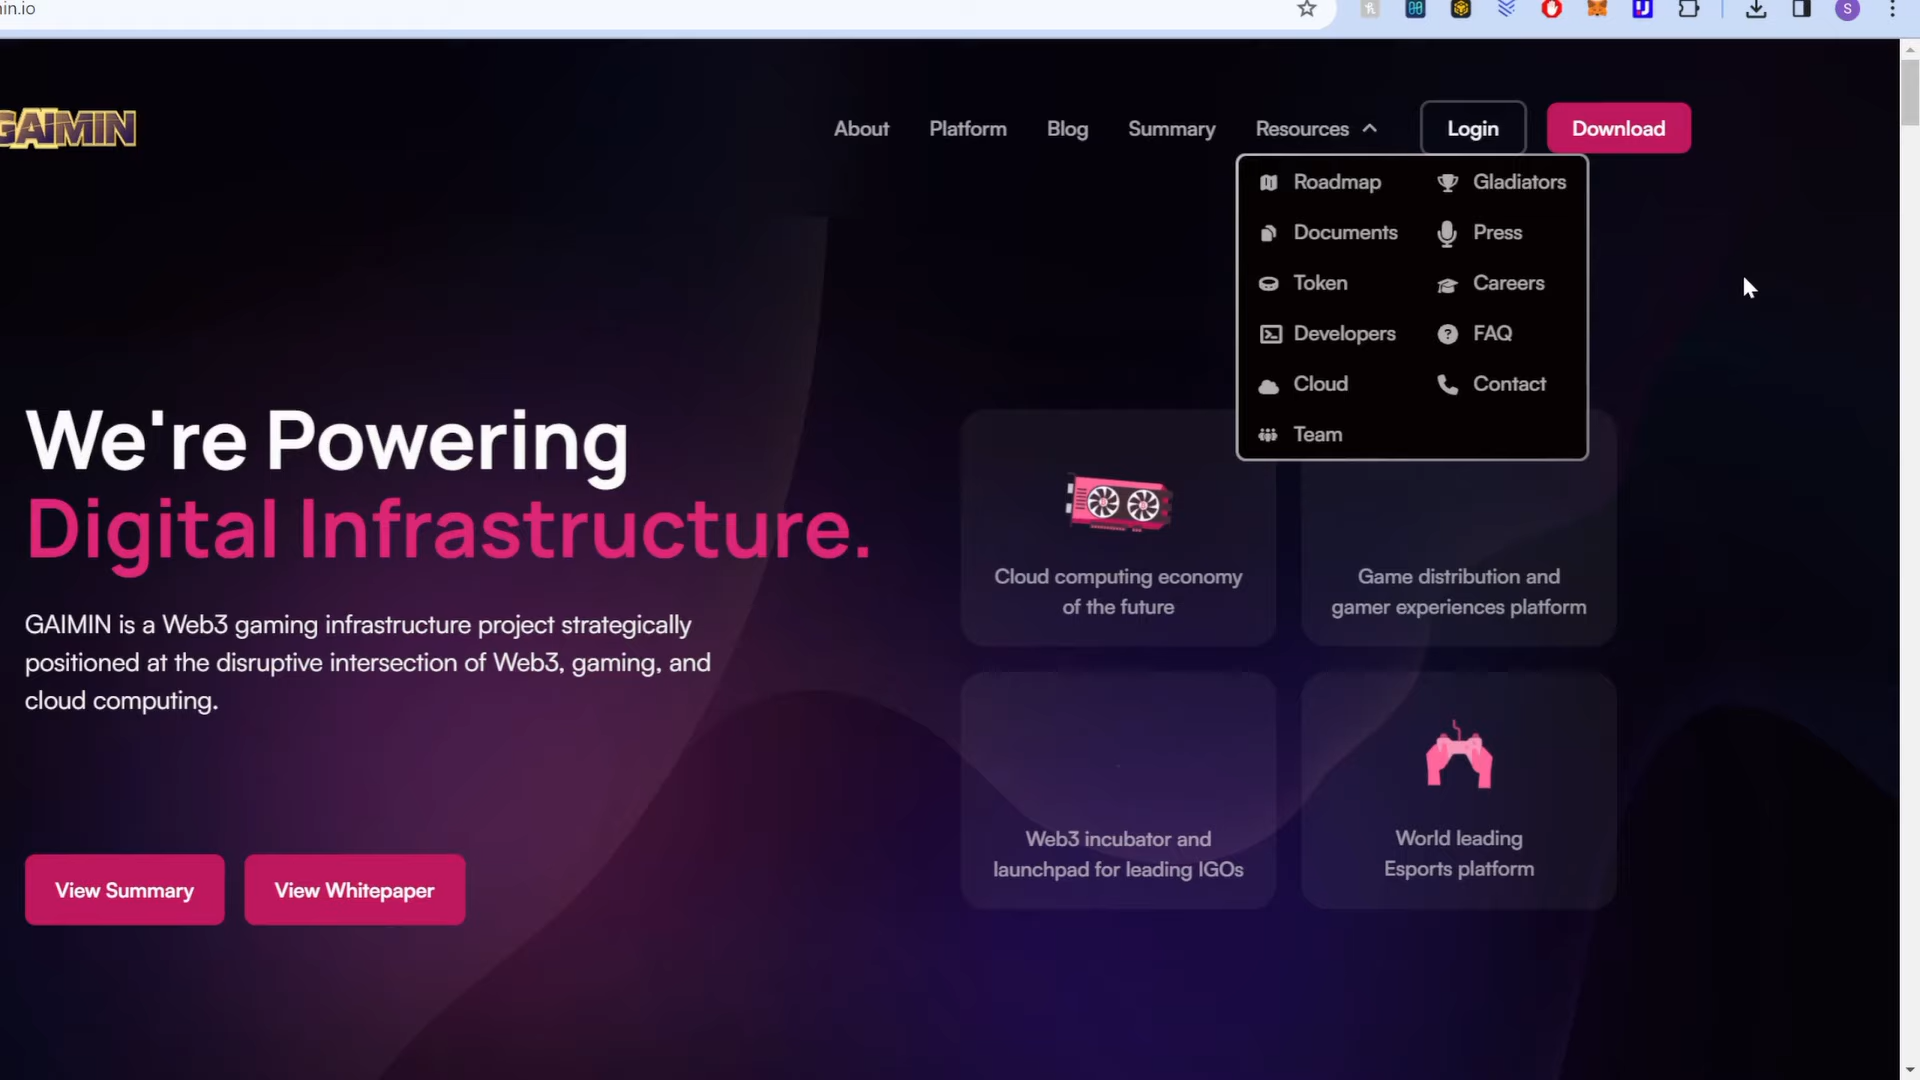 in.io
S
GAIMIN
About
Platform
Blog
Summary
Resources
Login
Download
Roadmap
Gladiators
Documents
Press
Token
Careers
Developers
FAQ
Cloud
Contact
Team
We're Powering
Digital Infrastructure.
GAIMIN is a Web3 gaming infrastructure project strategically
positioned at the disruptive intersection of Web3, gaming, and
cloud computing.
View Summary
View Whitepaper
Cloud computing economy
of the future
Game distribution and
gamer experiences platform
Web3 incubator and
launchpad for leading IGOs
World leading
Esports platform